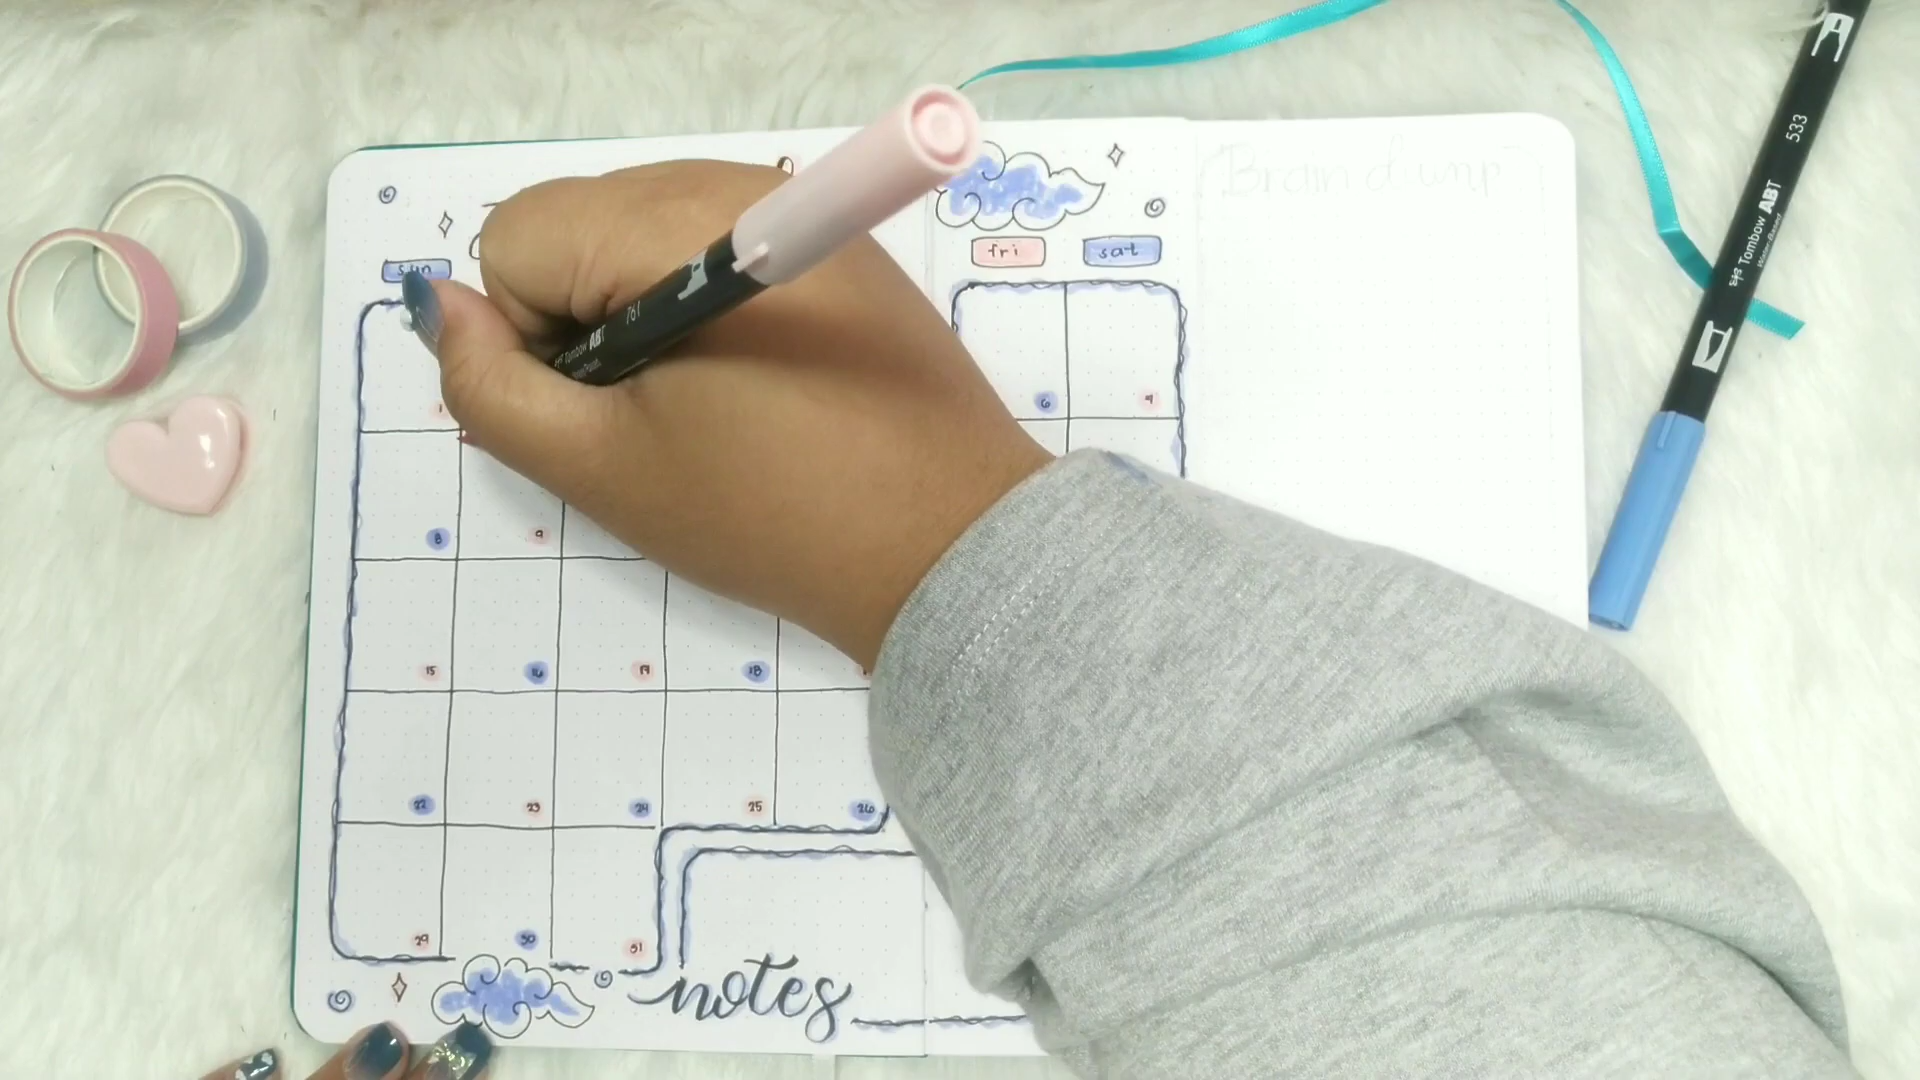 Brain dump
fri sat
sun
6 7
1
8 9
15 16 17 18
22 23 24 25 26
29 30 31
notes
Tombow ABT 761
Tombow ABT 533